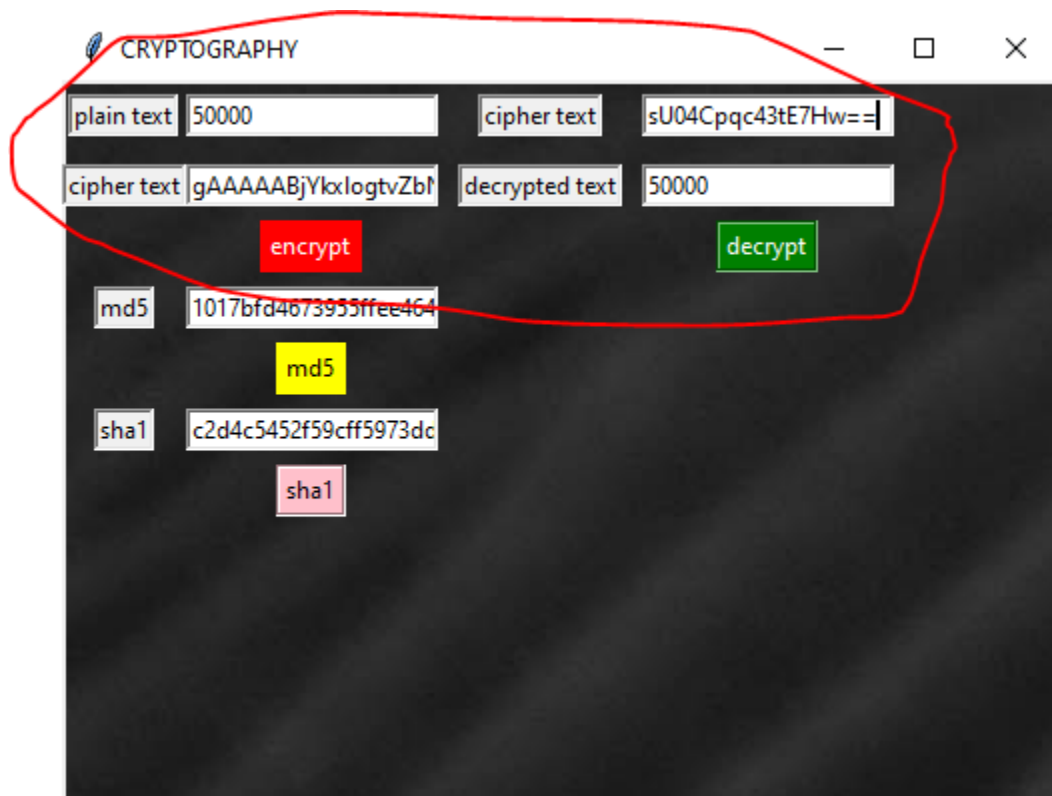 CRYPTOGRAPHY
plain text 50000 cipher text sU04Cpqc43tE7Hw==
cipher text gAAAAABjYkxIogtvZbN decrypted text 50000
encrypt decrypt
md5 1017bfd4673955ffee464
md5
sha1 c2d4c5452f59cff5973dc
sha1